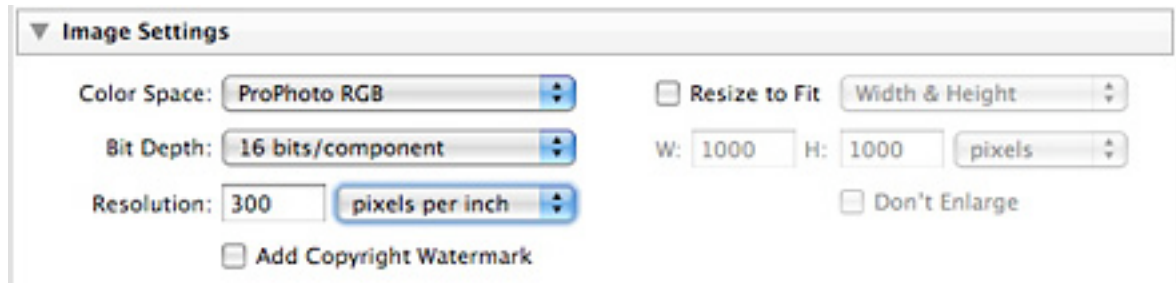 Image Settings
Color Space: ProPhoto RGB
Resize to Fit Width & Height
Bit Depth: 16 bits/component
W: 1000 H: 1000 pixels
Resolution: 300 pixels per inch
Don't Enlarge
Add Copyright Watermark